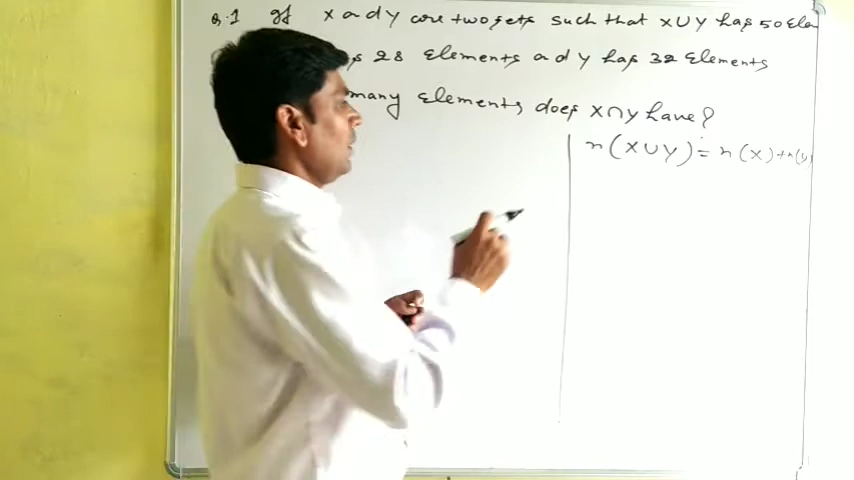 Q.1 If X and Y are two sets such that X∪Y has 50 Elem
s 28 Elements and Y has 32 Elements
many Elements does X∩Y have?
n(X∪Y) = n(X)+n(Y)